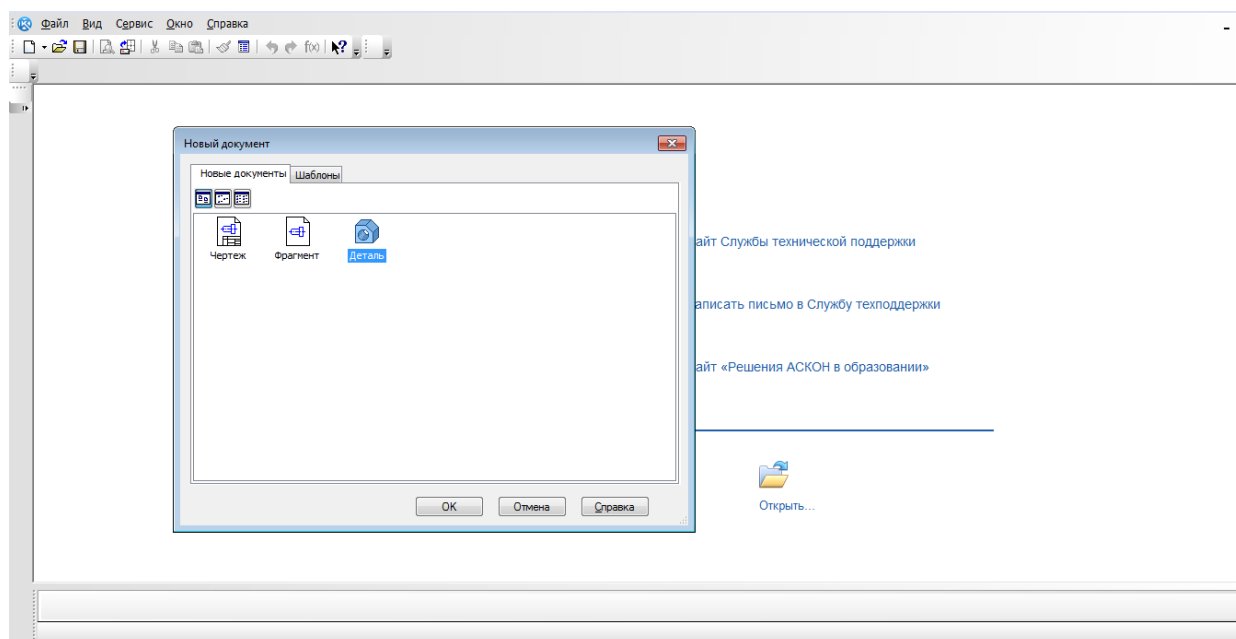 Файл Вид Сервис Окно Справка
f(x)
Новый документ
Новые документы Шаблоны
Чертеж Фрагмент Деталь
айт Службы технической поддержки
аписать письмо в Службу техподдержки
айт «Решения АСКОН в образовании»
OK Отмена Справка
Открыть...